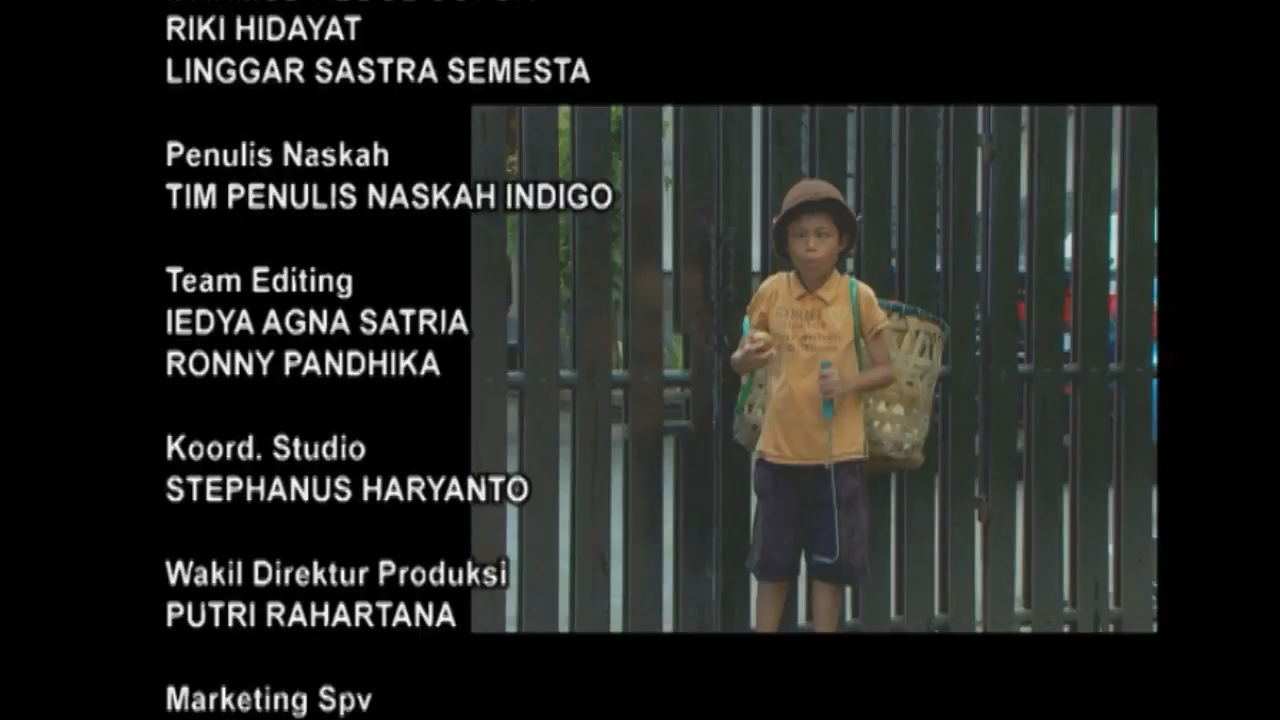 RIKI HIDAYAT
LINGGAR SASTRA SEMESTA
Penulis Naskah
TIM PENULIS NASKAH INDIGO
Team Editing
IEDYA AGNA SATRIA
RONNY PANDHIKA
Koord. Studio
STEPHANUS HARYANTO
Wakil Direktur Produksi
PUTRI RAHARTANA
Marketing Spv